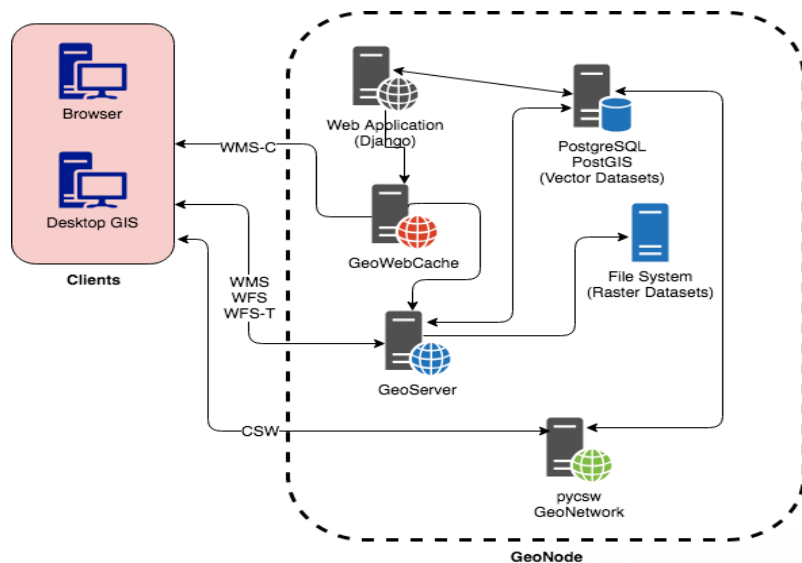 Browser
Desktop GIS
Clients
WMS-C
WMS
WFS
WFS-T
CSW
Web Application
(Django)
GeoWebCache
GeoServer
PostgreSQL
PostGIS
(Vector Datasets)
File System
(Raster Datasets)
pycsw
GeoNetwork
GeoNode